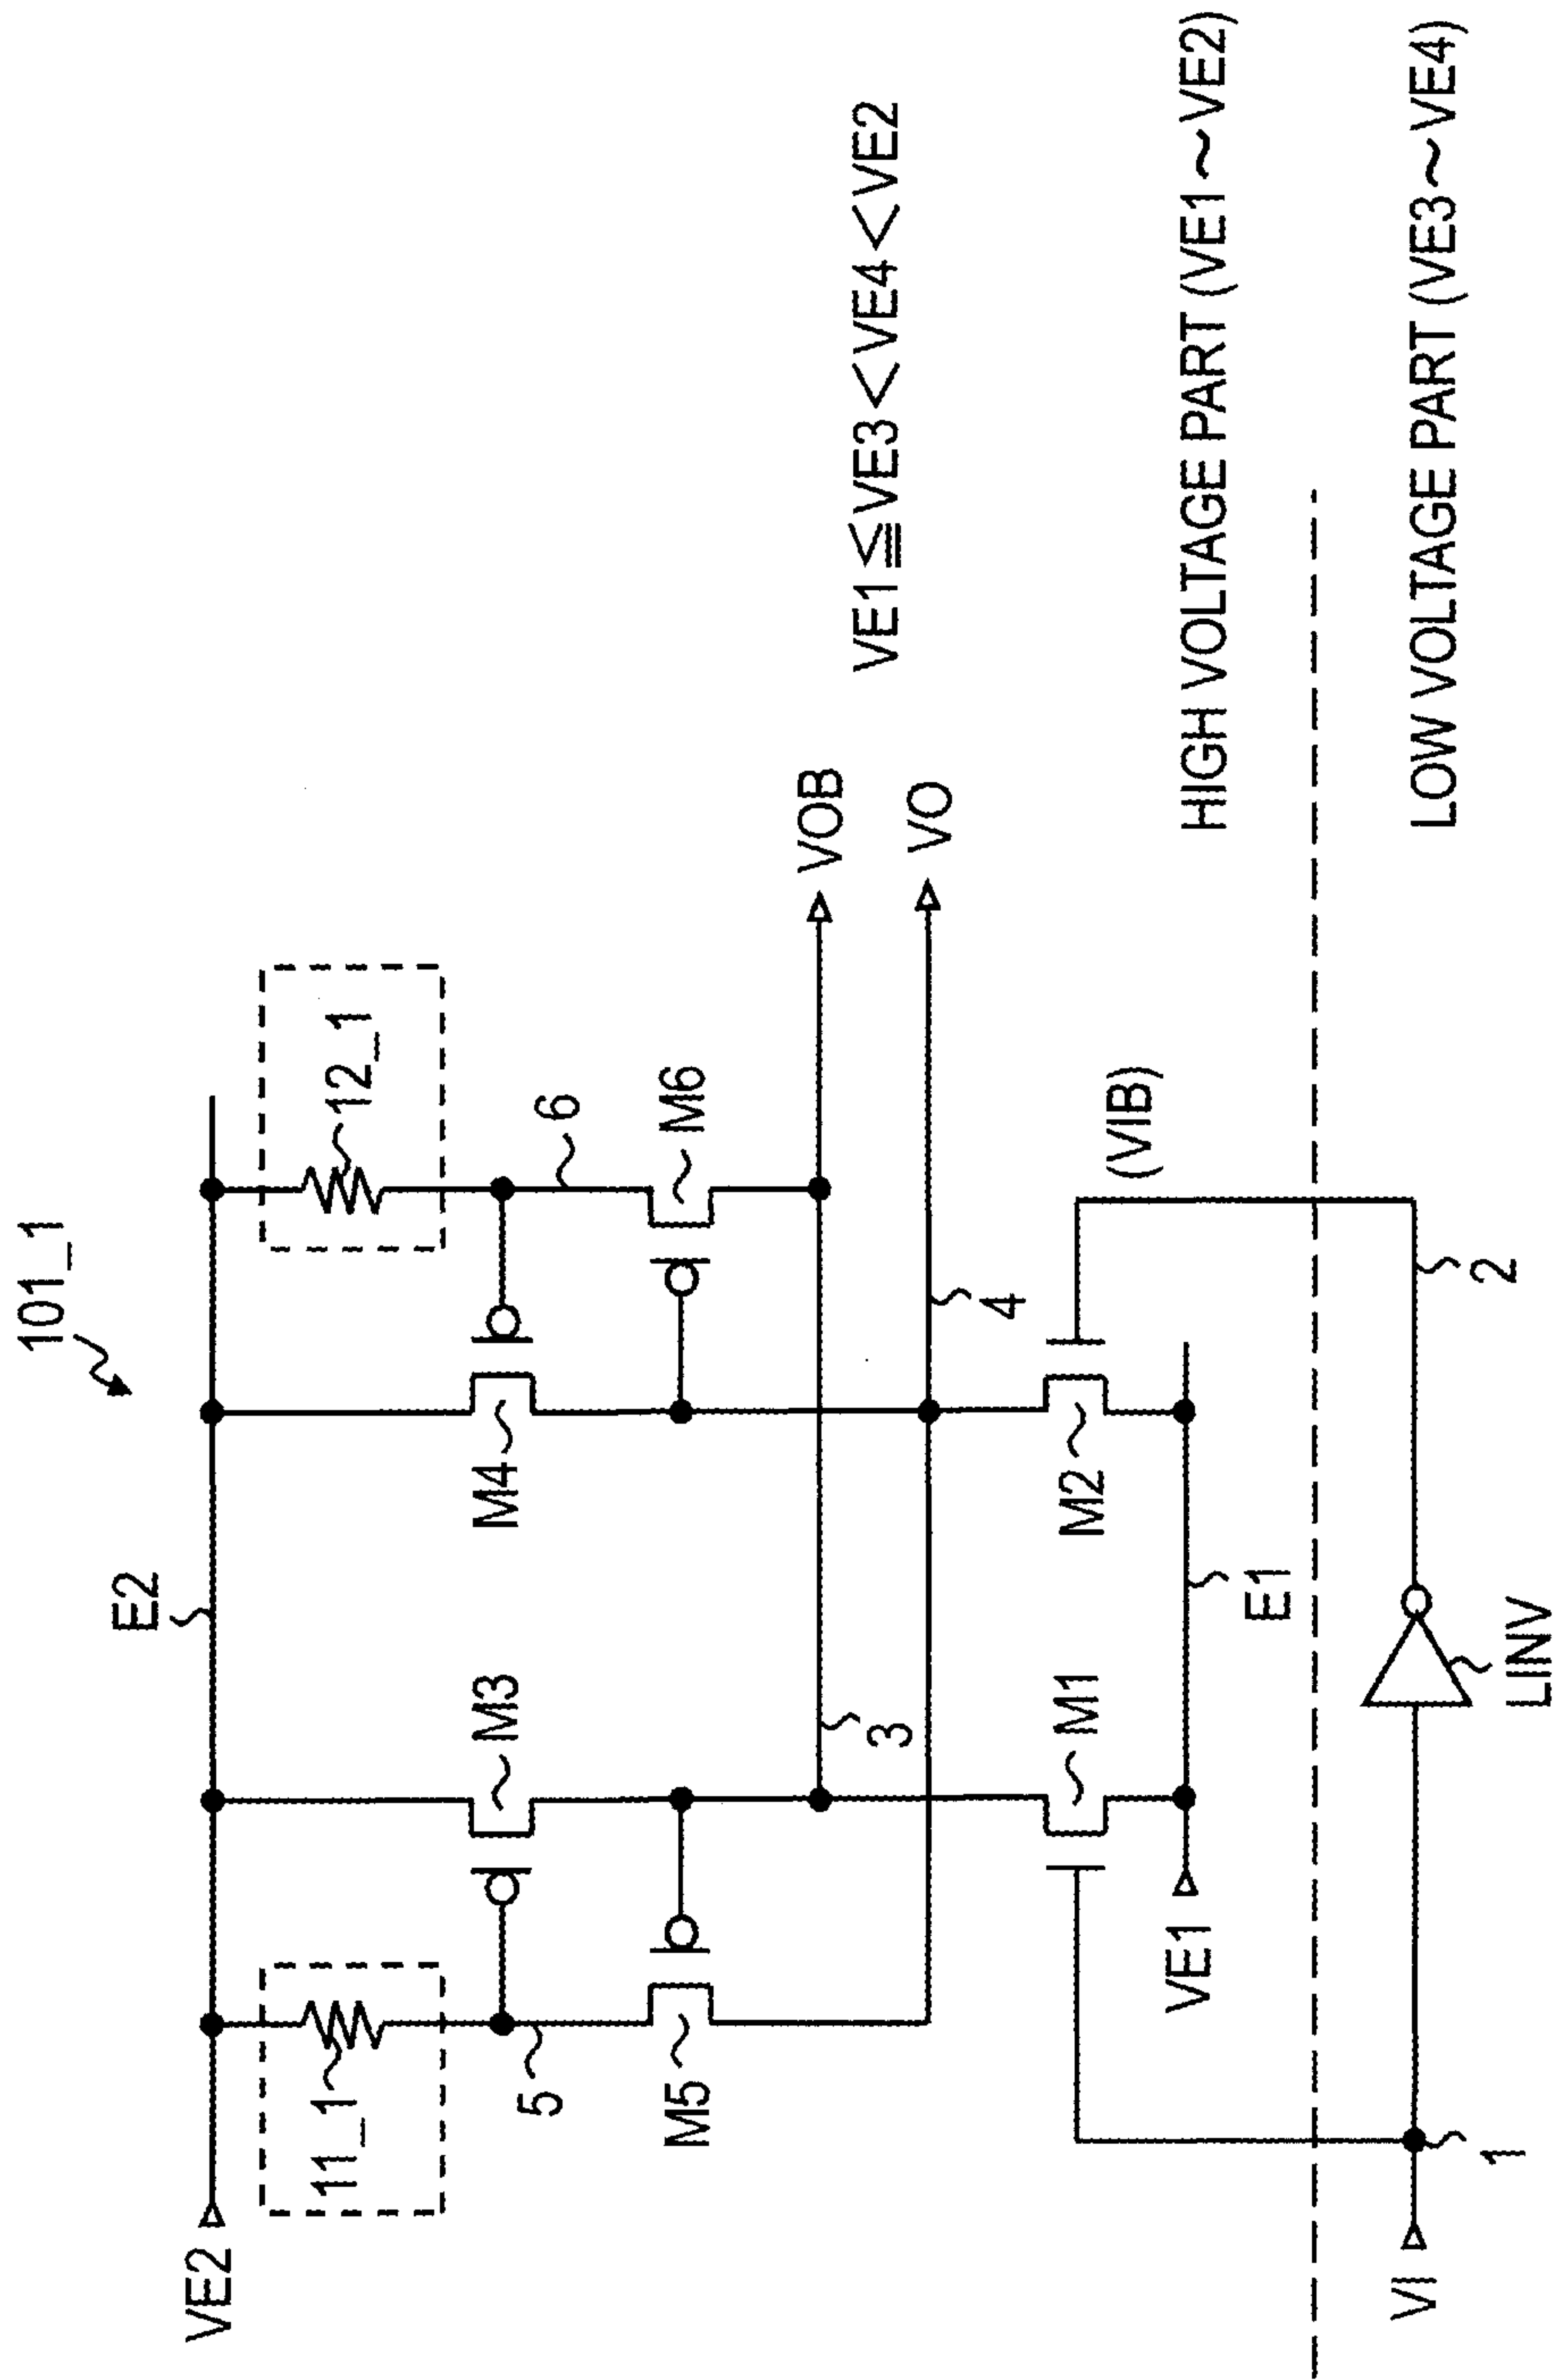 101_1
VE2
E2
11_1
12_1
5
M3
M4
6
M5
M6
VOB
3
VO
VE1≦VE3<VE4<VE2
4
M1
M2
(VIB)
VE1
E1
HIGH VOLTAGE PART (VE1~VE2)
LOW VOLTAGE PART (VE3~VE4)
VI
1
LINV
2